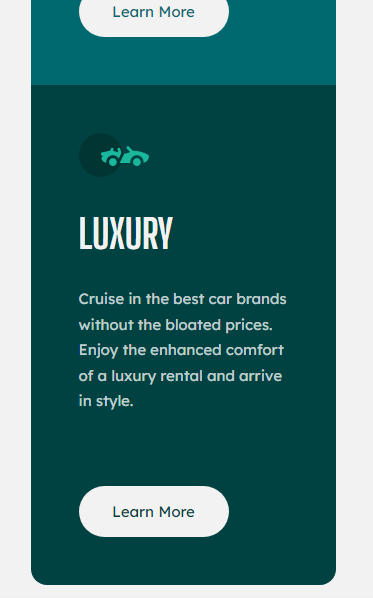 Learn More
LUXURY
Cruise in the best car brands
without the bloated prices.
Enjoy the enhanced comfort
of a luxury rental and arrive
in style.
Learn More